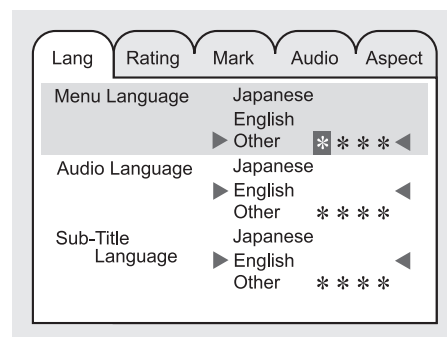 Lang Rating Mark Audio Aspect
Menu Language Japanese
English
▶ Other * * * * ◀
Audio Language Japanese
▶ English ◀
Other * * * *
Sub-Title Japanese
Language ▶ English ◀
Other * * * *